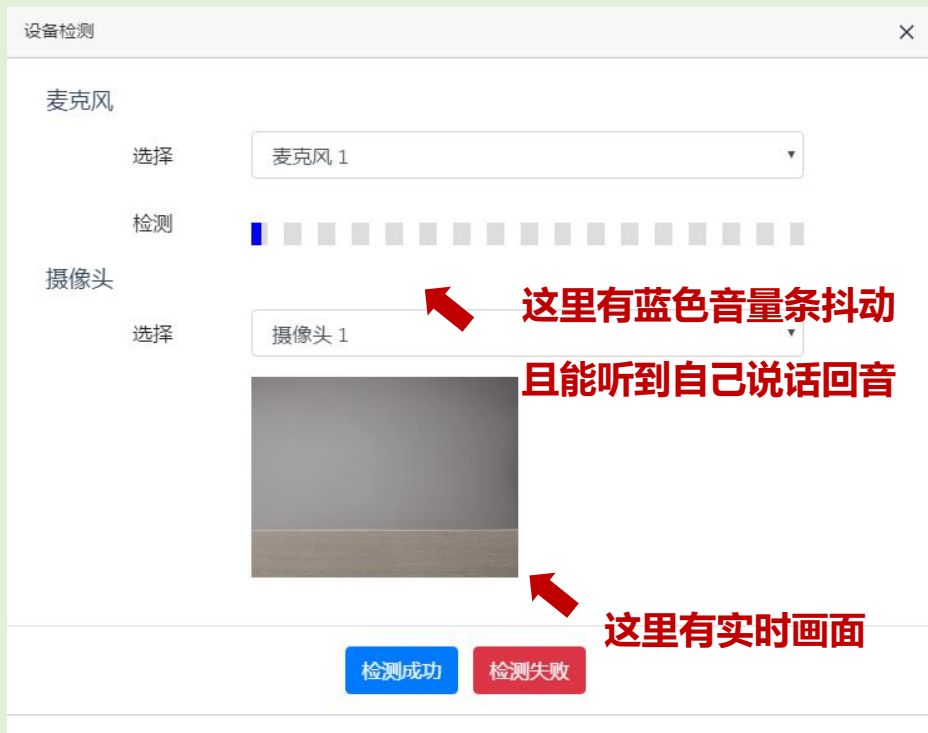 设备检测
麦克风
选择
麦克风 1
检测
摄像头
这里有蓝色音量条抖动
选择
摄像头 1
且能听到自己说话回音
这里有实时画面
检测成功
检测失败